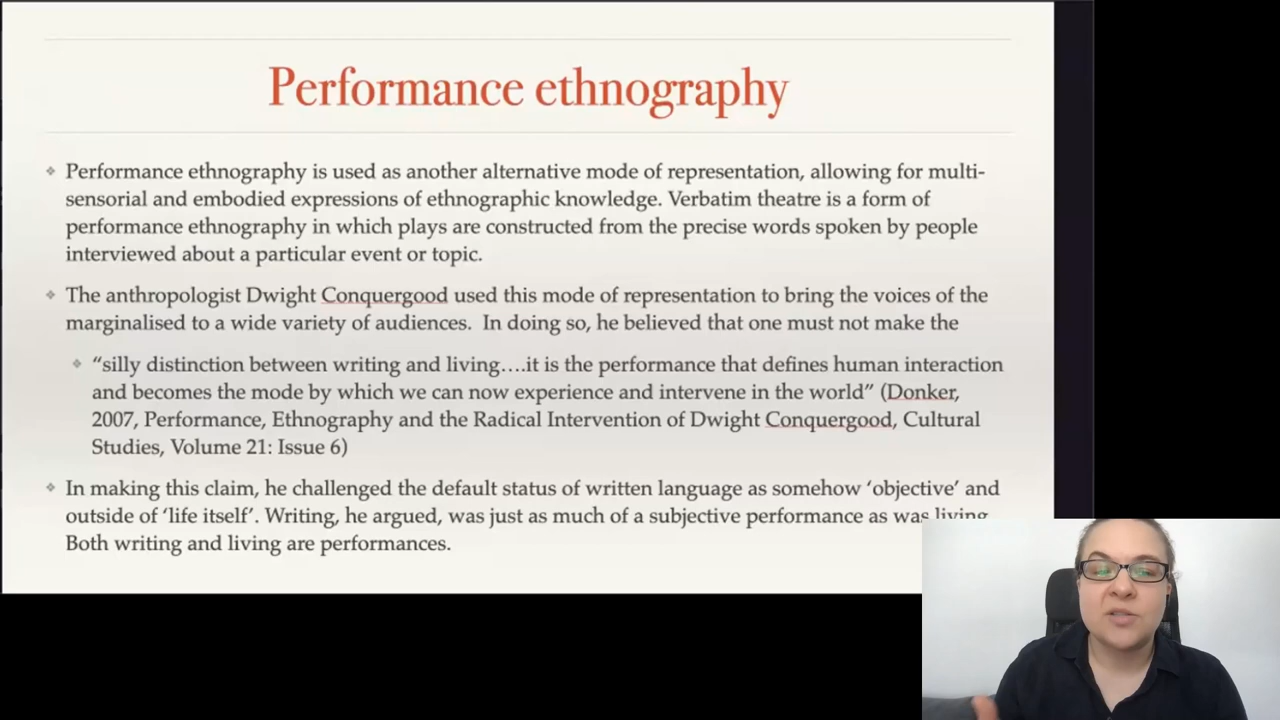 Performance ethnography
Performance ethnography is used as another alternative mode of representation, allowing for multi-
sensorial and embodied expressions of ethnographic knowledge. Verbatim theatre is a form of
performance ethnography in which plays are constructed from the precise words spoken by people
interviewed about a particular event or topic.
The anthropologist Dwight Conquergood used this mode of representation to bring the voices of the
marginalised to a wide variety of audiences.  In doing so, he believed that one must not make the
“silly distinction between writing and living….it is the performance that defines human interaction
and becomes the mode by which we can now experience and intervene in the world” (Donker,
2007, Performance, Ethnography and the Radical Intervention of Dwight Conquergood, Cultural
Studies, Volume 21: Issue 6)
In making this claim, he challenged the default status of written language as somehow ‘objective’ and
outside of ‘life itself’. Writing, he argued, was just as much of a subjective performance as was living.
Both writing and living are performances.